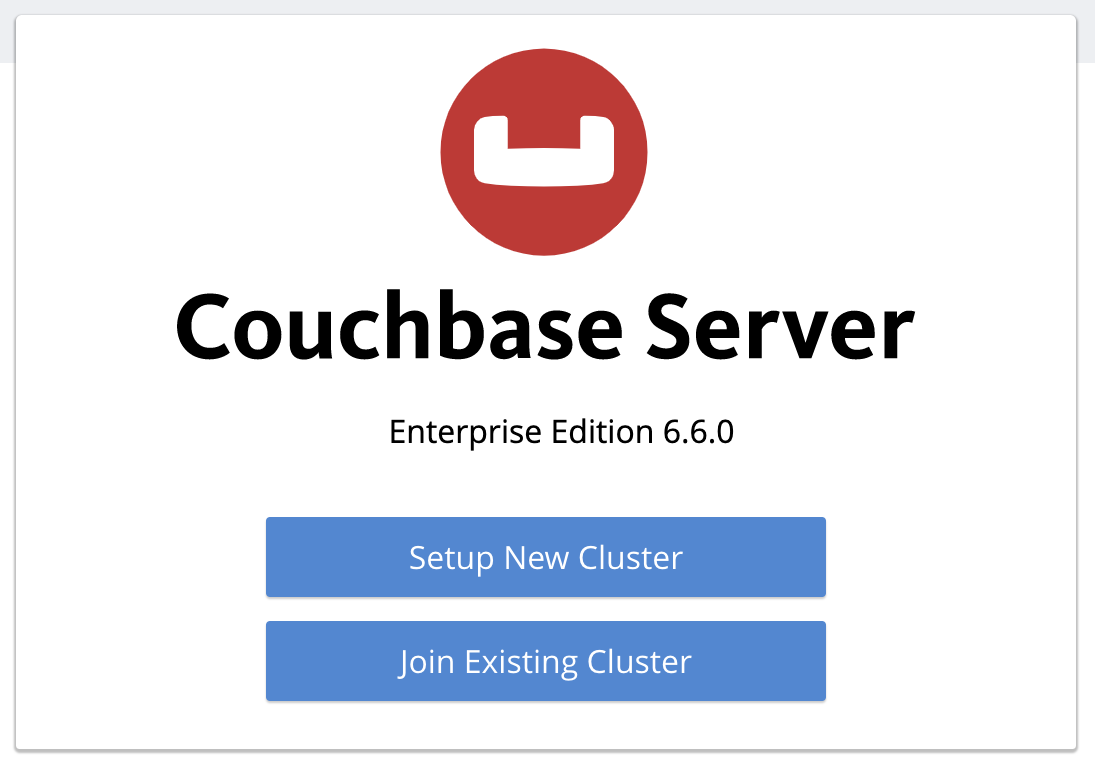 Couchbase Server
Enterprise Edition 6.6.0
Setup New Cluster
Join Existing Cluster